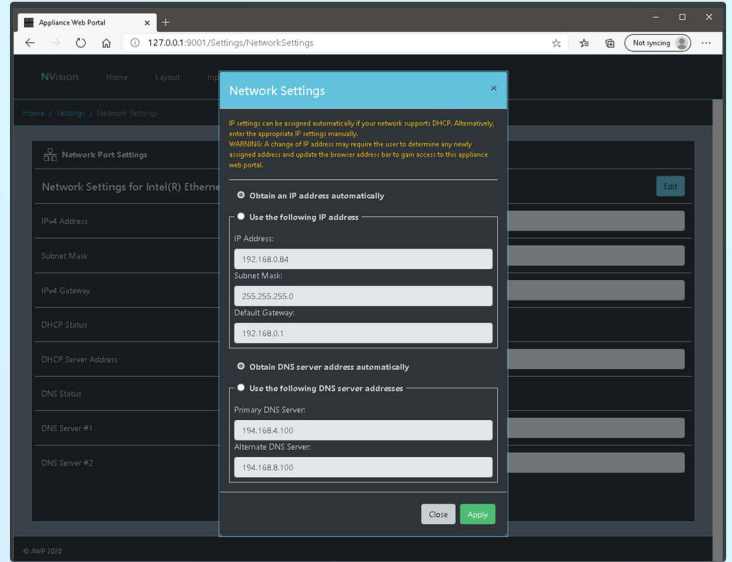 Appliance Web Portal
127.0.0.1:9001/Settings/NetworkSettings
Not syncing
NVision Home Layout
Home / Settings / Network Settings
Network Settings
IP settings can be assigned automatically if your network supports DHCP. Alternatively,
enter the appropriate IP settings manually.
WARNING: A change of IP address may require the user to determine any newly
assigned address and update the browser address bar to gain access to this appliance
web portal.
Network Port Settings
Network Settings for Intel(R) Etherne
Edit
IPv4 Address
Subnet Mask
IPv4 Gateway
DHCP Status
DHCP Server Address
DNS Status
DNS Server #1
DNS Server #2
Obtain an IP address automatically
Use the following IP address
IP Address:
192.168.0.84
Subnet Mask:
255.255.255.0
Default Gateway:
192.168.0.1
Obtain DNS server address automatically
Use the following DNS server addresses
Primary DNS Server:
194.168.4.100
Alternate DNS Server:
194.168.8.100
Close
Apply
© AWP 2020